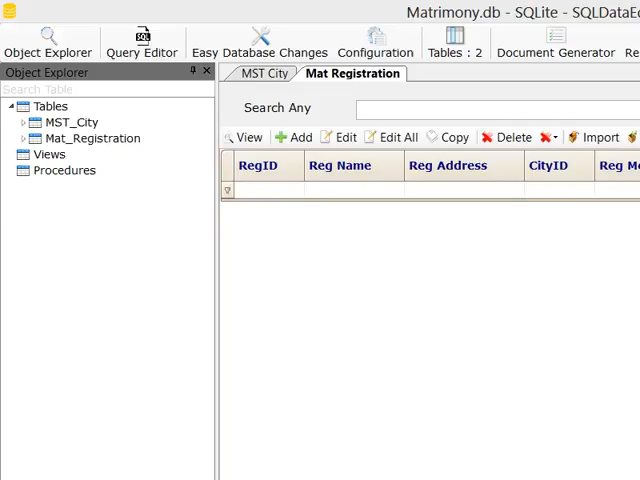 Matrimony.db - SQLite - SQLDataEd
Object Explorer Query Editor Easy Database Changes Configuration Tables : 2 Document Generator Re
Object Explorer
Search Table
Tables
MST_City
Mat_Registration
Views
Procedures
MST City Mat Registration
Search Any
View Add Edit Edit All Copy Delete Import
RegID Reg Name Reg Address CityID Reg Mo